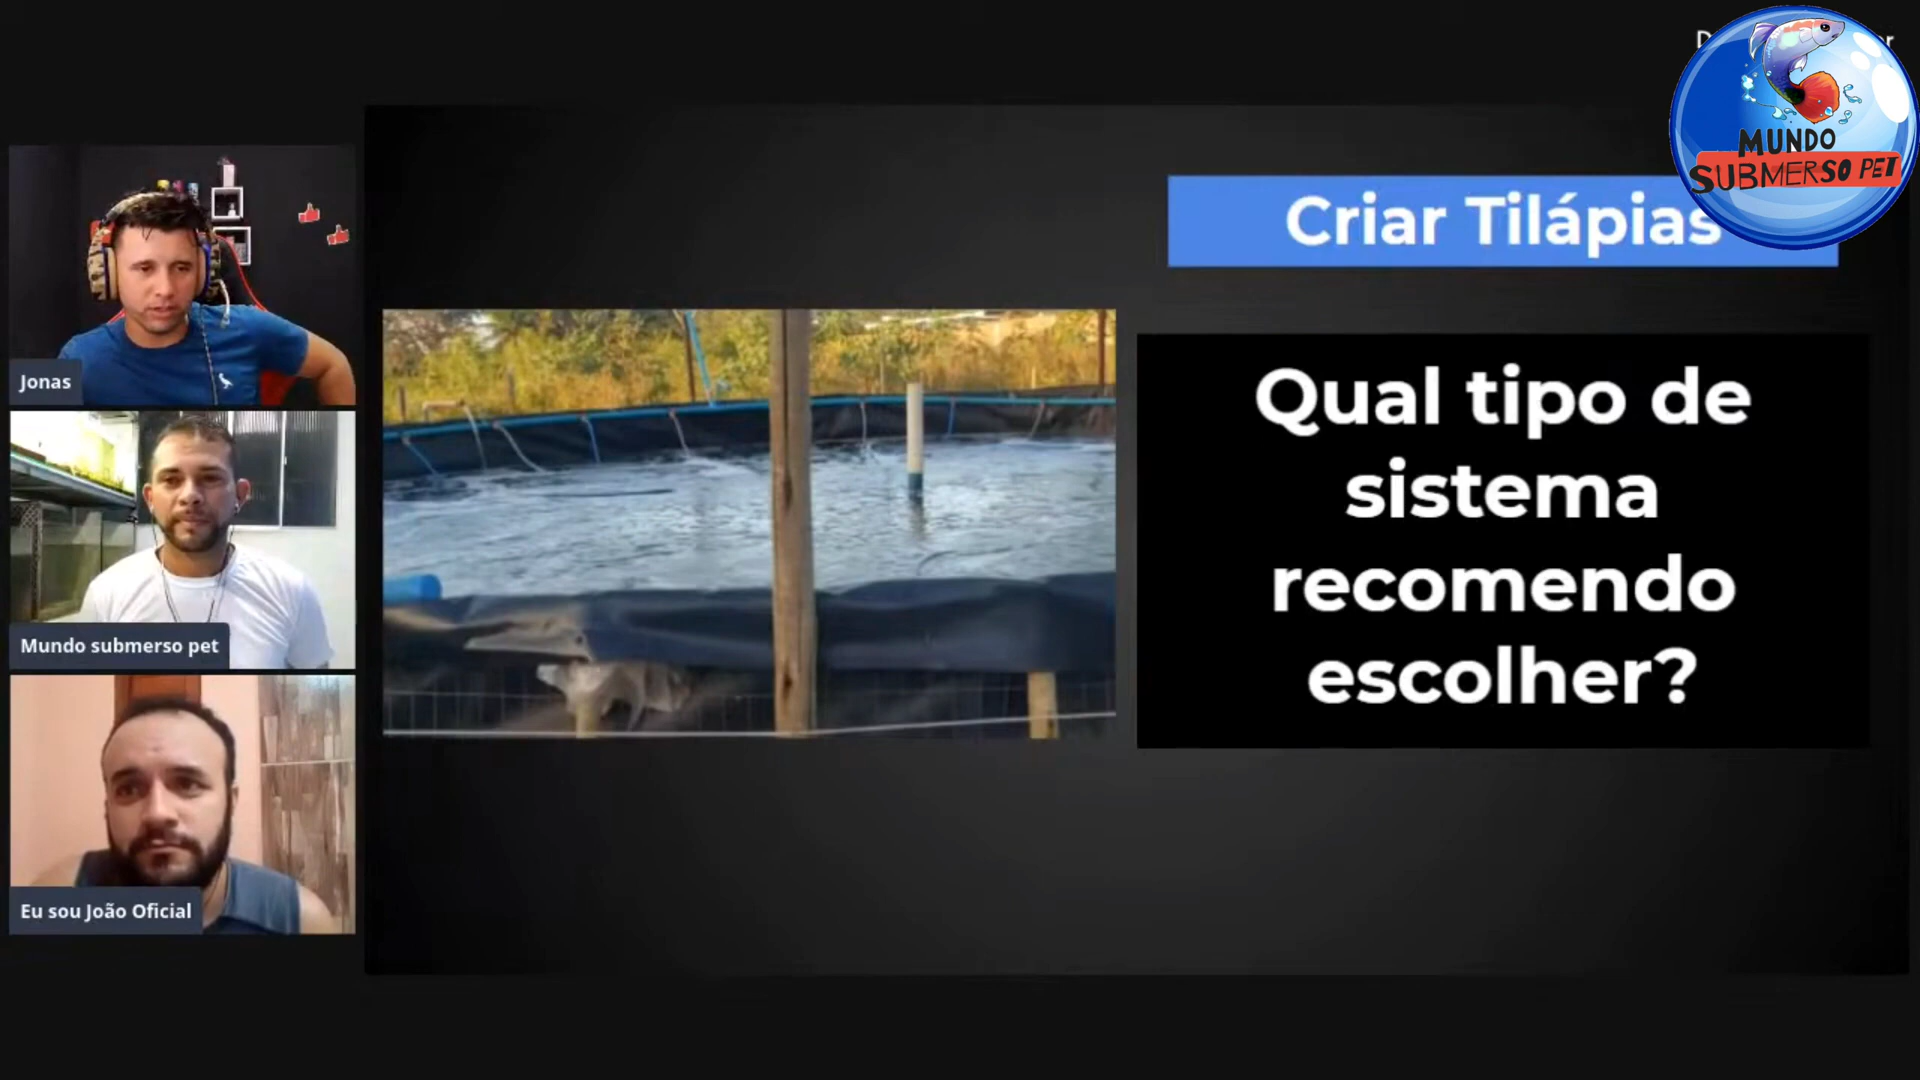 MUNDO
SUBMERSO PET
Criar Tilápias
Jonas
Qual tipo de
sistema
recomendo
escolher?
Mundo submerso pet
Eu sou João Oficial